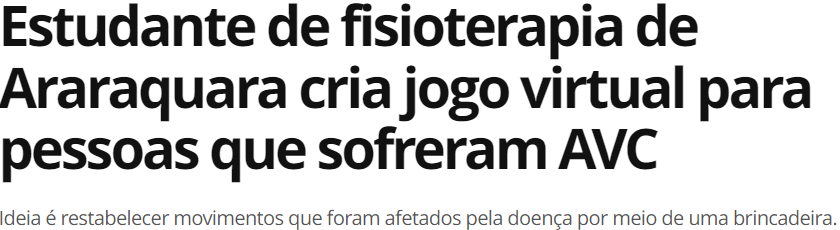 Estudante de fisioterapia de
Araraquara cria jogo virtual para
pessoas que sofreram AVC
Ideia é restabelecer movimentos que foram afetados pela doença por meio de uma brincadeira.